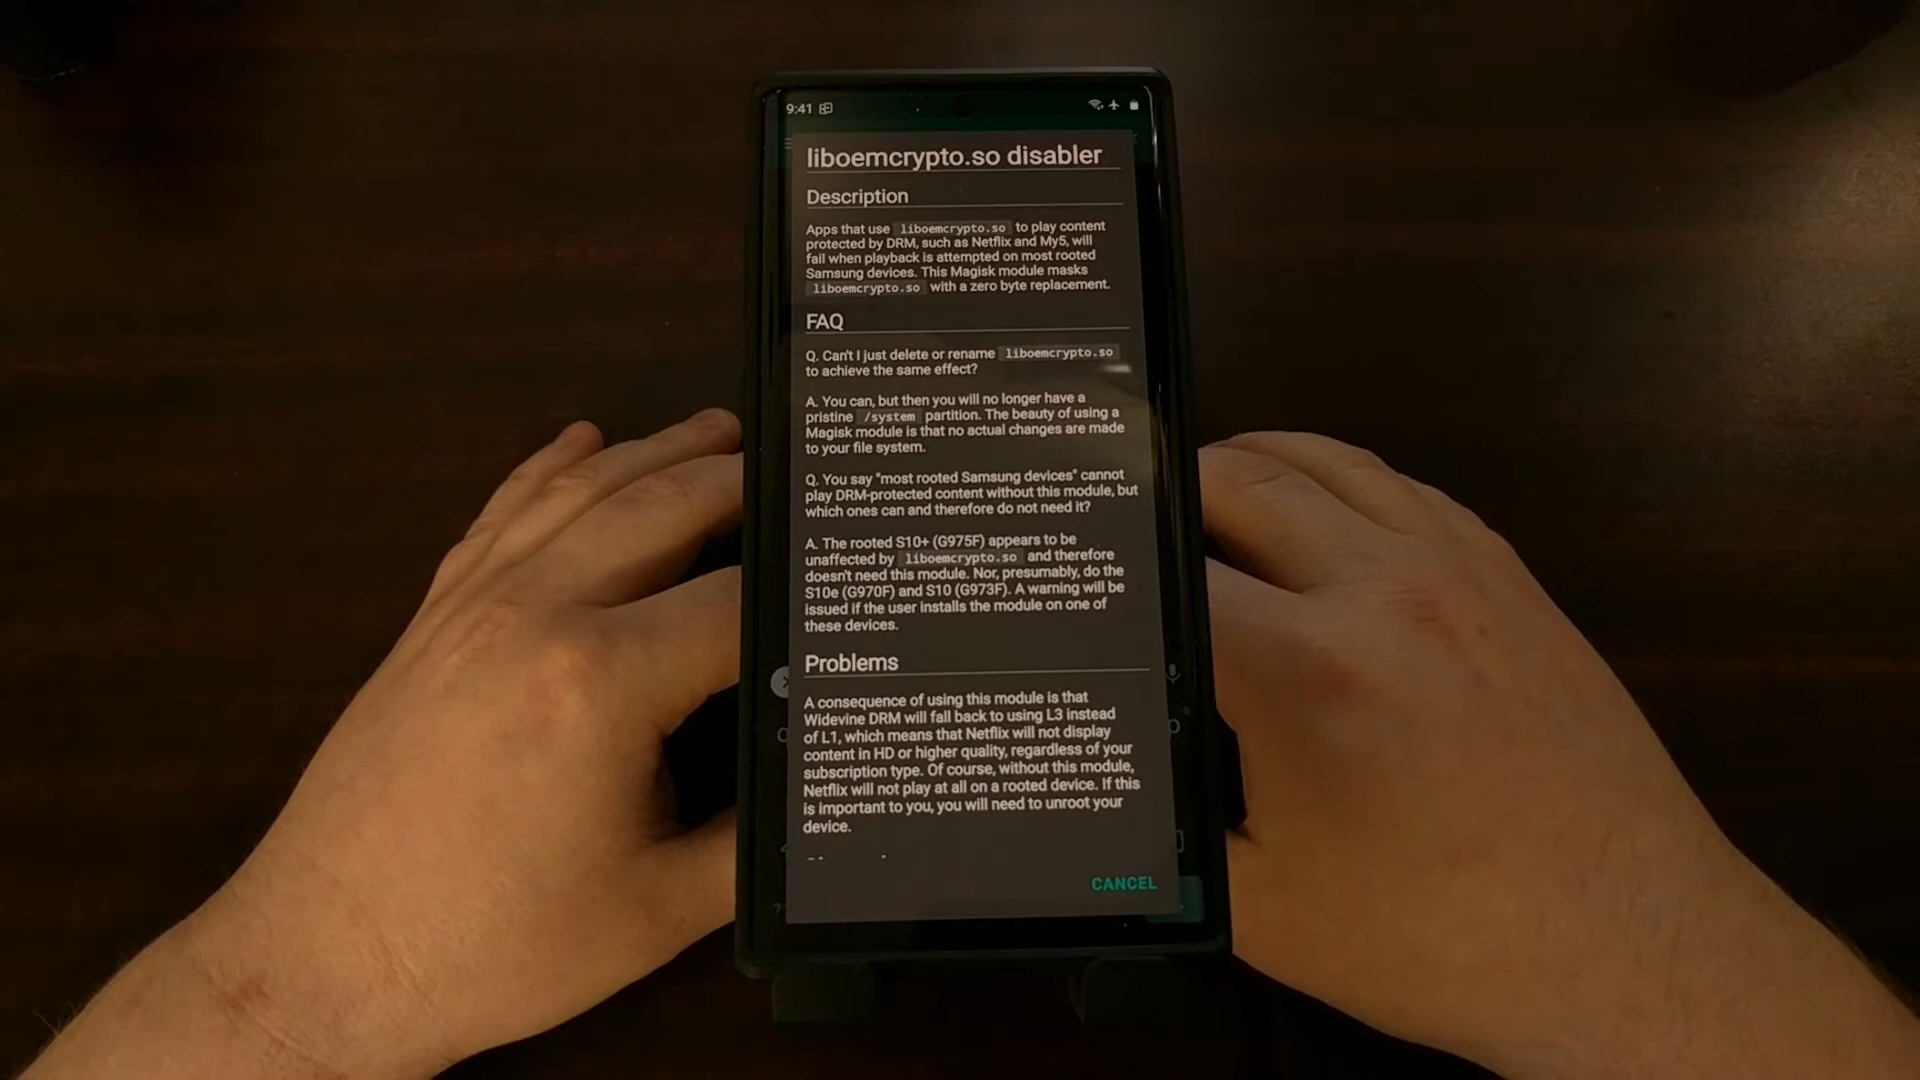 9:41
liboemcrypto.so disabler
Description
Apps that use liboemcrypto.so to play content
protected by DRM, such as Netflix and My5, will
fail when playback is attempted on most rooted
Samsung devices. This Magisk module masks
liboemcrypto.so with a zero byte replacement.
FAQ
Q. Can't I just delete or rename liboemcrypto.so
to achieve the same effect?
A. You can, but then you will no longer have a
pristine /system partition. The beauty of using a
Magisk module is that no actual changes are made
to your file system.
Q. You say "most rooted Samsung devices" cannot
play DRM-protected content without this module, but
which ones can and therefore do not need it?
A. The rooted S10+ (G975F) appears to be
unaffected by liboemcrypto.so and therefore
doesn't need this module. Nor, presumably, do the
S10e (G970F) and S10 (G973F). A warning will be
issued if the user installs the module on one of
these devices.
Problems
A consequence of using this module is that
Widevine DRM will fall back to using L3 instead
of L1, which means that Netflix will not display
content in HD or higher quality, regardless of your
subscription type. Of course, without this module,
Netflix will not play at all on a rooted device. If this
is important to you, you will need to unroot your
device.
CANCEL